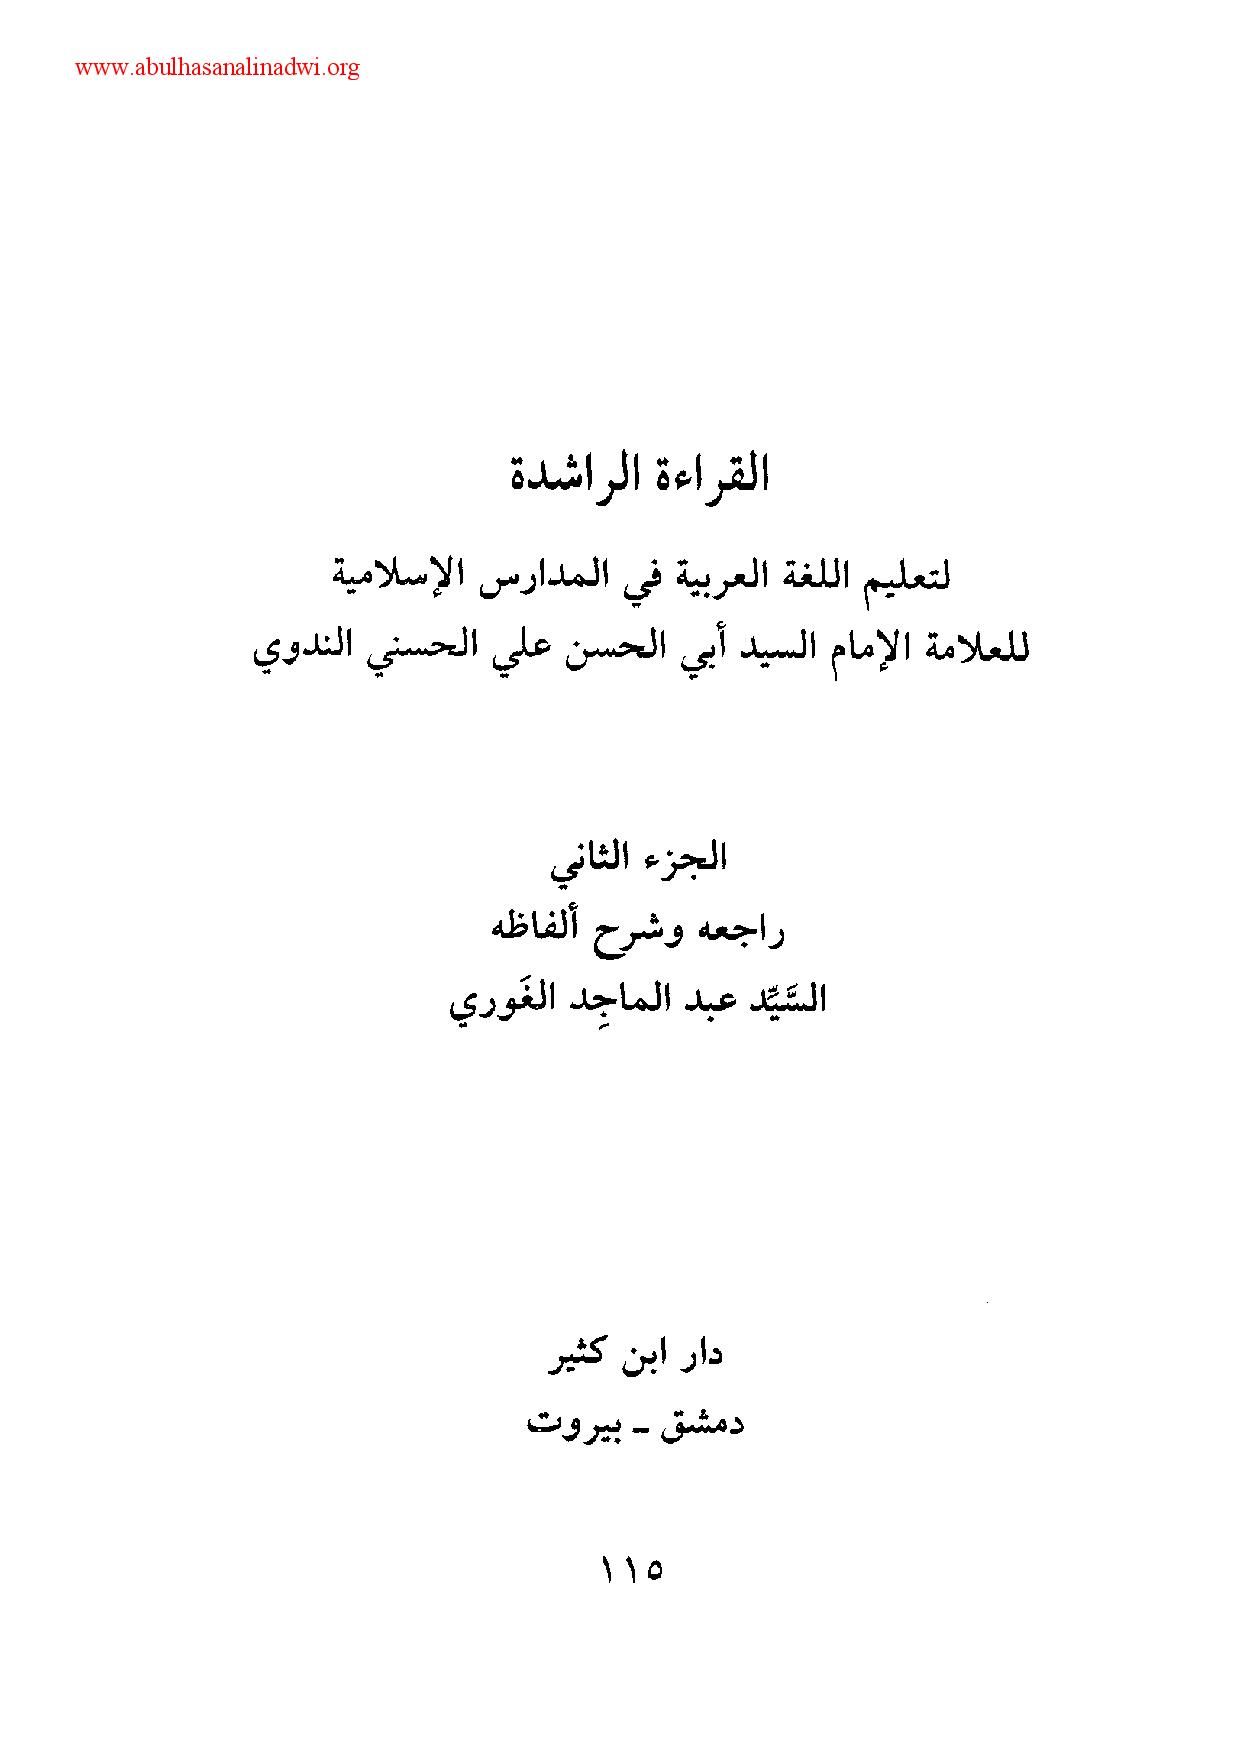 www.abulhasanalinadwi.org
القراءة الراشدة
لتعليم اللغة العربية في المدارس الإسلامية
للعلامة الإمام السيد أبي الحسن علي الحسني الندوي
الجزء الثاني
راجعه وشرح ألفاظه
السَّيِّد عبد الماجِد الغَوري
دار ابن كثير
دمشق - بيروت
١١٥